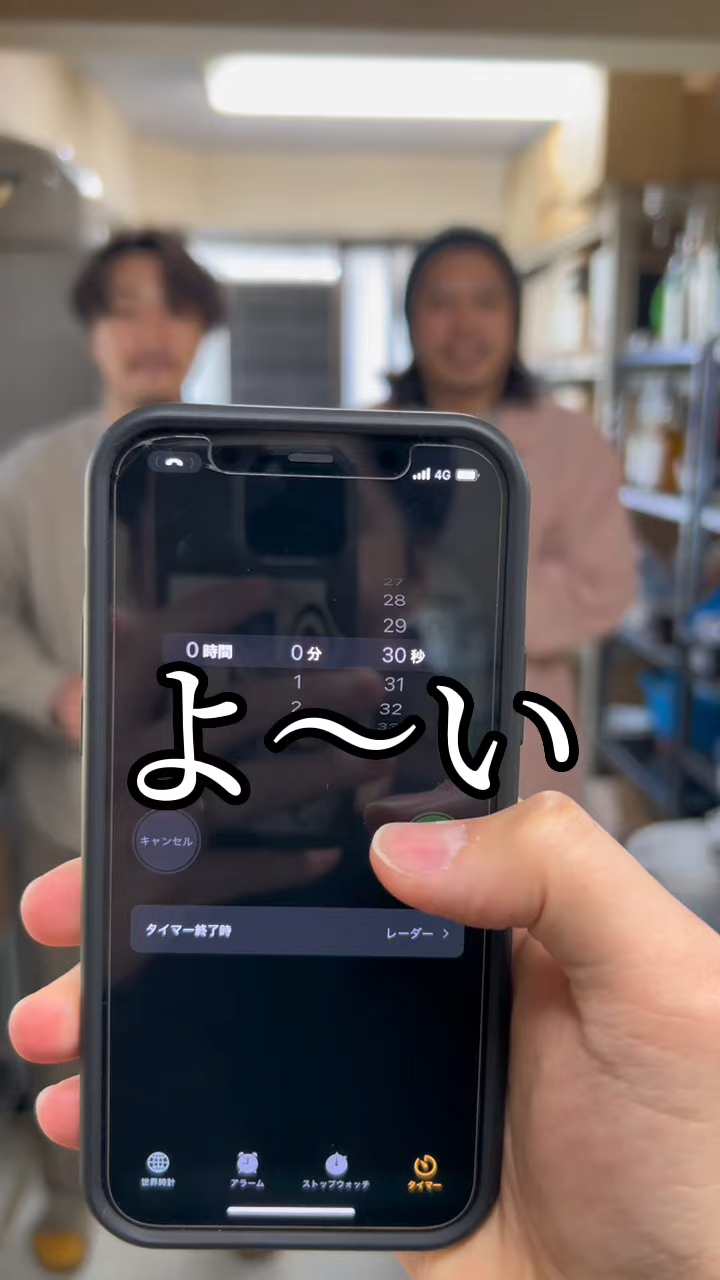 4G
27
28
29
0 時間 0 分 30 秒
1 31
2 32
33
よ～い
キャンセル
タイマー終了時 レーダー
世界時計 アラーム ストップウォッチ タイマー